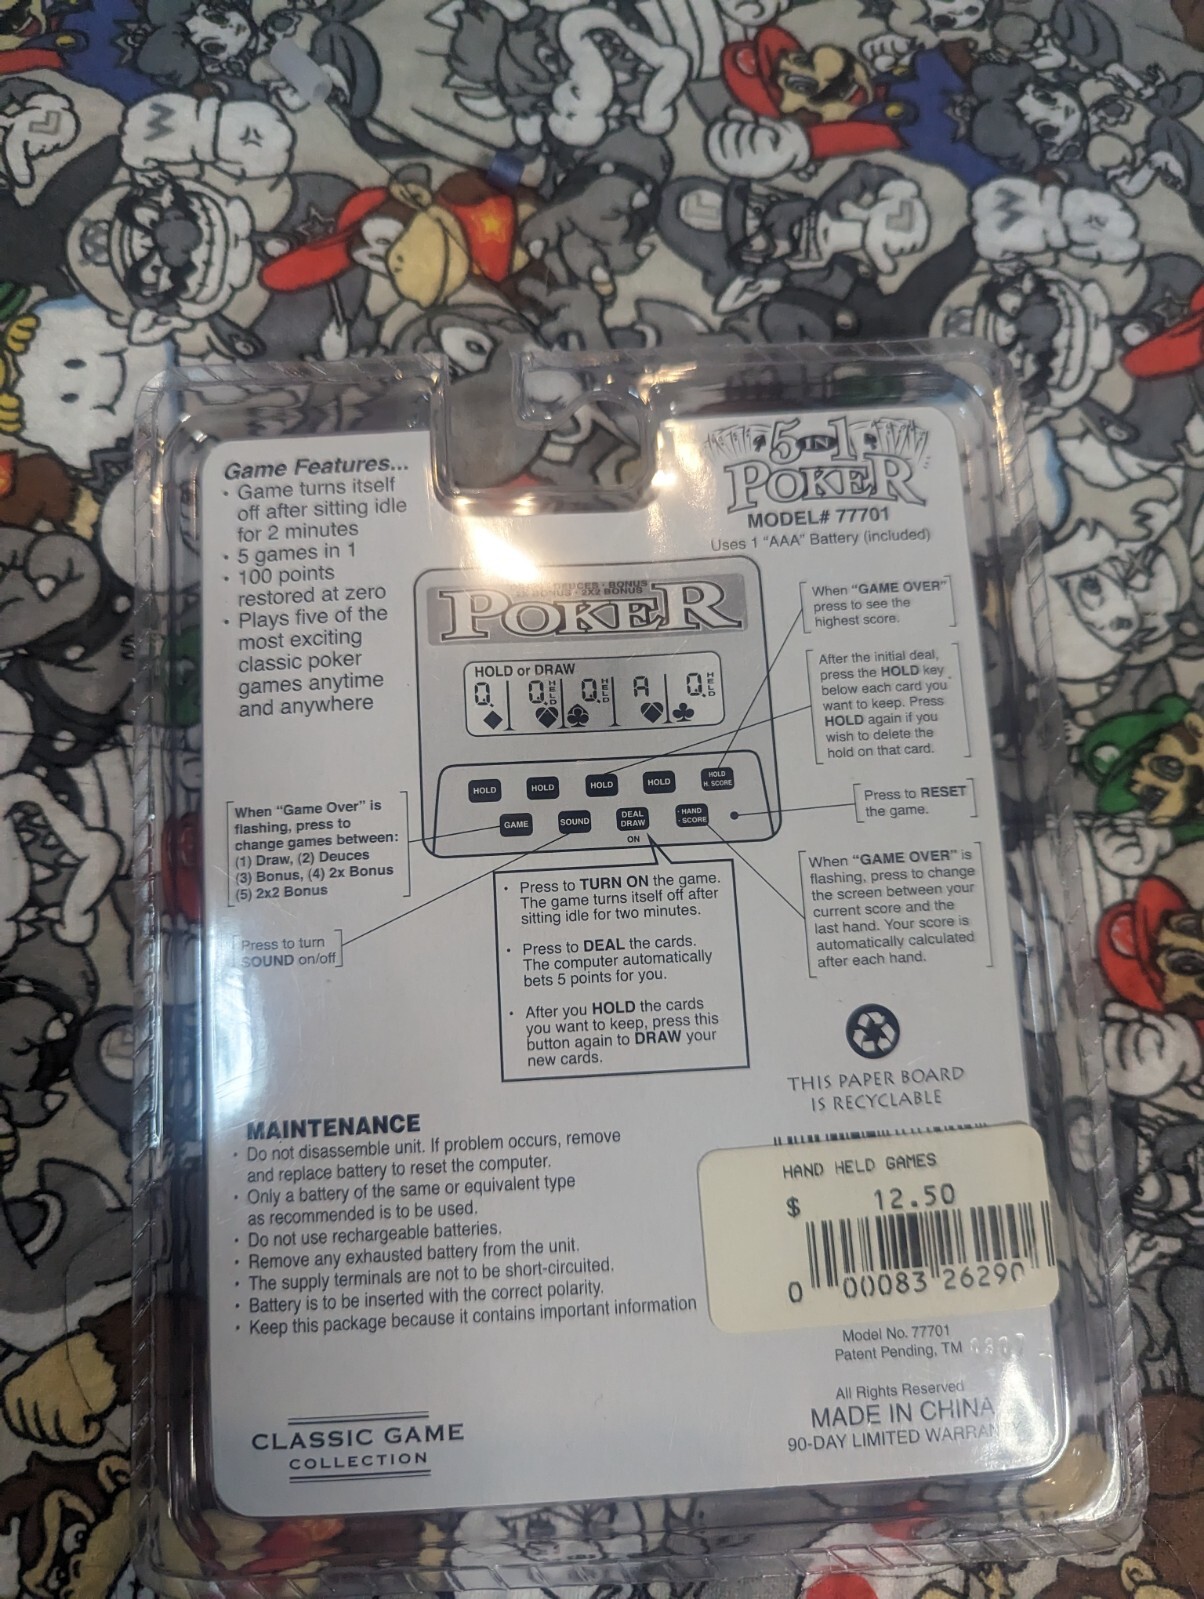 Game Features...
• Game turns itself
off after sitting idle
for 2 minutes
• 5 games in 1
• 100 points
restored at zero
• Plays five of the
most exciting
classic poker
games anytime
and anywhere
5 IN 1
POKER
MODEL# 77701
Uses 1 "AAA" Battery (included)
DEUCES • BONUS
2X BONUS • 2X2 BONUS
POKER
HOLD or DRAW
Q Q HELD Q HELD A Q HELD
HOLD HOLD HOLD HOLD HOLD H. SCORE
GAME SOUND DEAL DRAW HAND SCORE
ON
When "GAME OVER"
press to see the
highest score.
After the initial deal,
press the HOLD key
below each card you
want to keep. Press
HOLD again if you
wish to delete the
hold on that card.
Press to RESET
the game.
When "GAME OVER" is
flashing, press to change
the screen between your
current score and the
last hand. Your score is
automatically calculated
after each hand.
When "Game Over" is
flashing, press to
change games between:
(1) Draw, (2) Deuces
(3) Bonus, (4) 2x Bonus
(5) 2x2 Bonus
Press to turn
SOUND on/off
• Press to TURN ON the game.
The game turns itself off after
sitting idle for two minutes.
• Press to DEAL the cards.
The computer automatically
bets 5 points for you.
• After you HOLD the cards
you want to keep, press this
button again to DRAW your
new cards.
THIS PAPER BOARD
IS RECYCLABLE
MAINTENANCE
• Do not disassemble unit. If problem occurs, remove
and replace battery to reset the computer.
• Only a battery of the same or equivalent type
as recommended is to be used.
• Do not use rechargeable batteries.
• Remove any exhausted battery from the unit.
• The supply terminals are not to be short-circuited.
• Battery is to be inserted with the correct polarity.
• Keep this package because it contains important information
HAND HELD GAMES
$ 12.50
0 00083 26290
Model No. 77701
Patent Pending, TM
All Rights Reserved
MADE IN CHINA
90-DAY LIMITED WARRANTY
CLASSIC GAME
COLLECTION